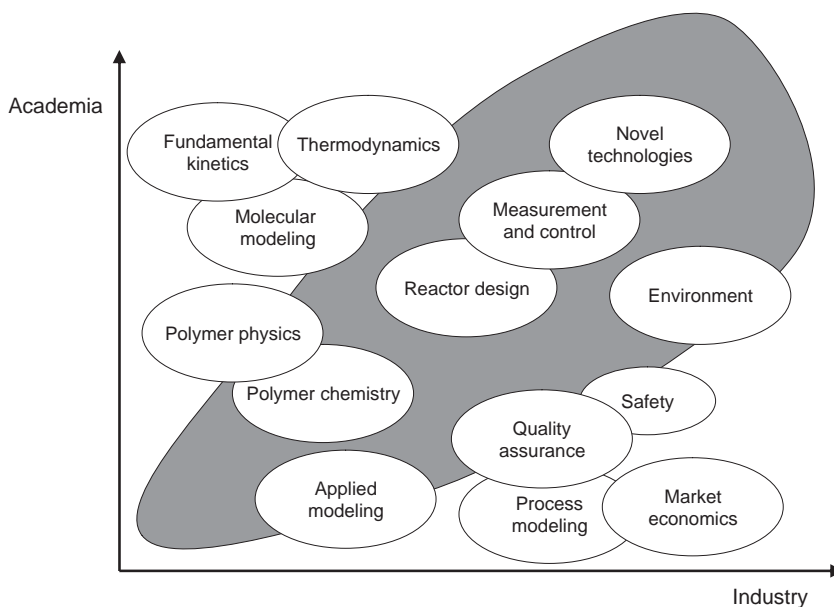 Academia
Fundamental
kinetics
Thermodynamics
Novel
technologies
Molecular
modeling
Measurement
and control
Reactor design
Environment
Polymer physics
Polymer chemistry
Safety
Quality
assurance
Applied
modeling
Process
modeling
Market
economics
Industry